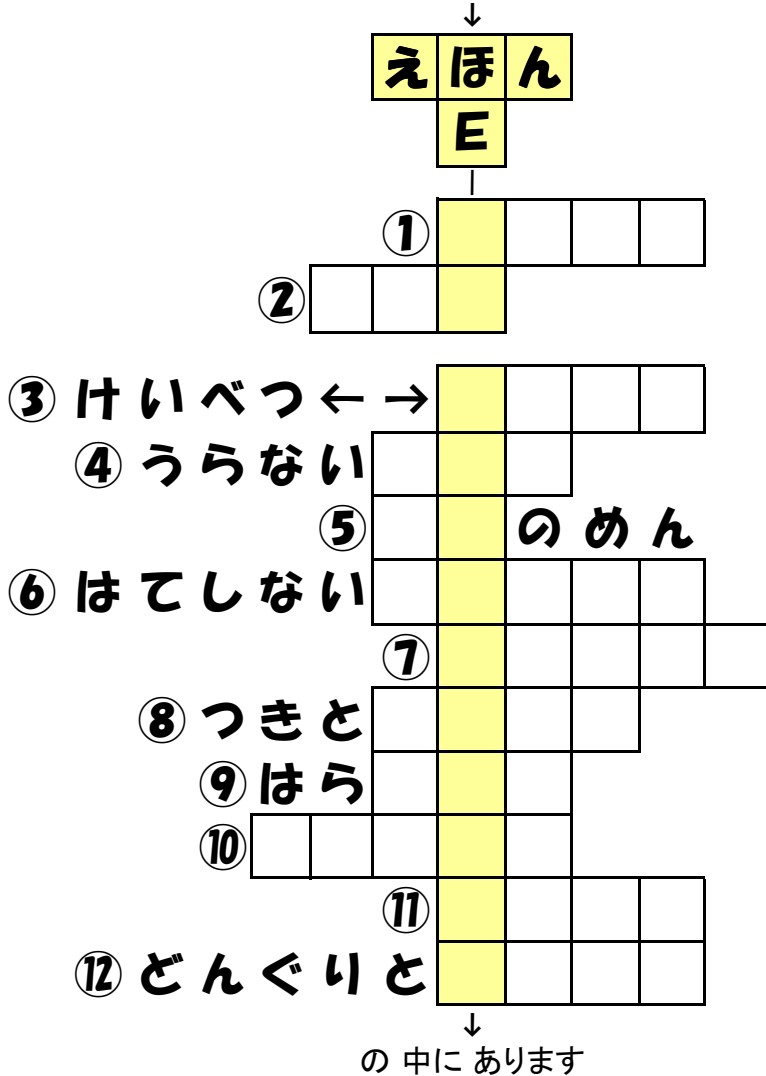 ↓
えほん
E
①
②
③けいべつ←→
④うらない
⑤のめん
⑥はてしない
⑦
⑧つきと
⑨はら
⑩
⑪
⑫どんぐりと
↓
の 中に あります